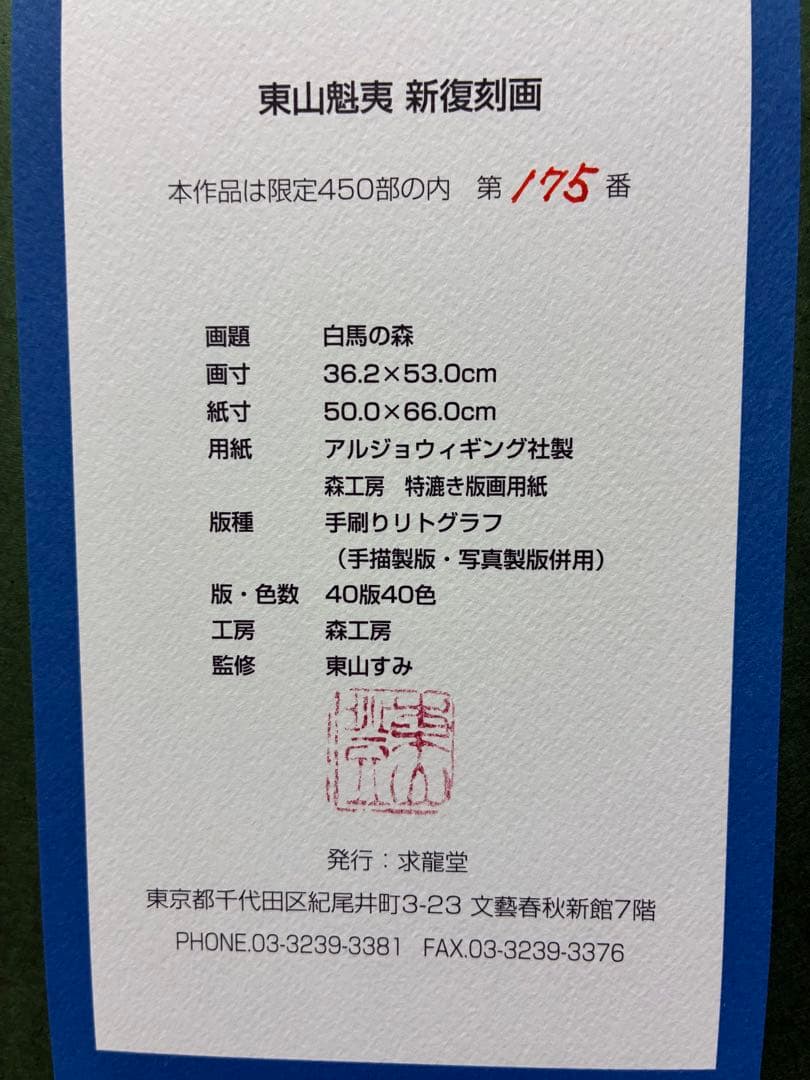 東山魁夷 新復刻画
本作品は限定450部の内 第 175 番
画題 白馬の森
画寸 36.2×53.0cm
紙寸 50.0×66.0cm
用紙 アルジョウィギング社製
森工房 特漉き版画用紙
版種 手刷りリトグラフ
（手描製版・写真製版併用）
版・色数 40版40色
工房 森工房
監修 東山すみ
発行：求龍堂
東京都千代田区紀尾井町3-23 文藝春秋新館7階
PHONE.03-3239-3381 FAX.03-3239-3376